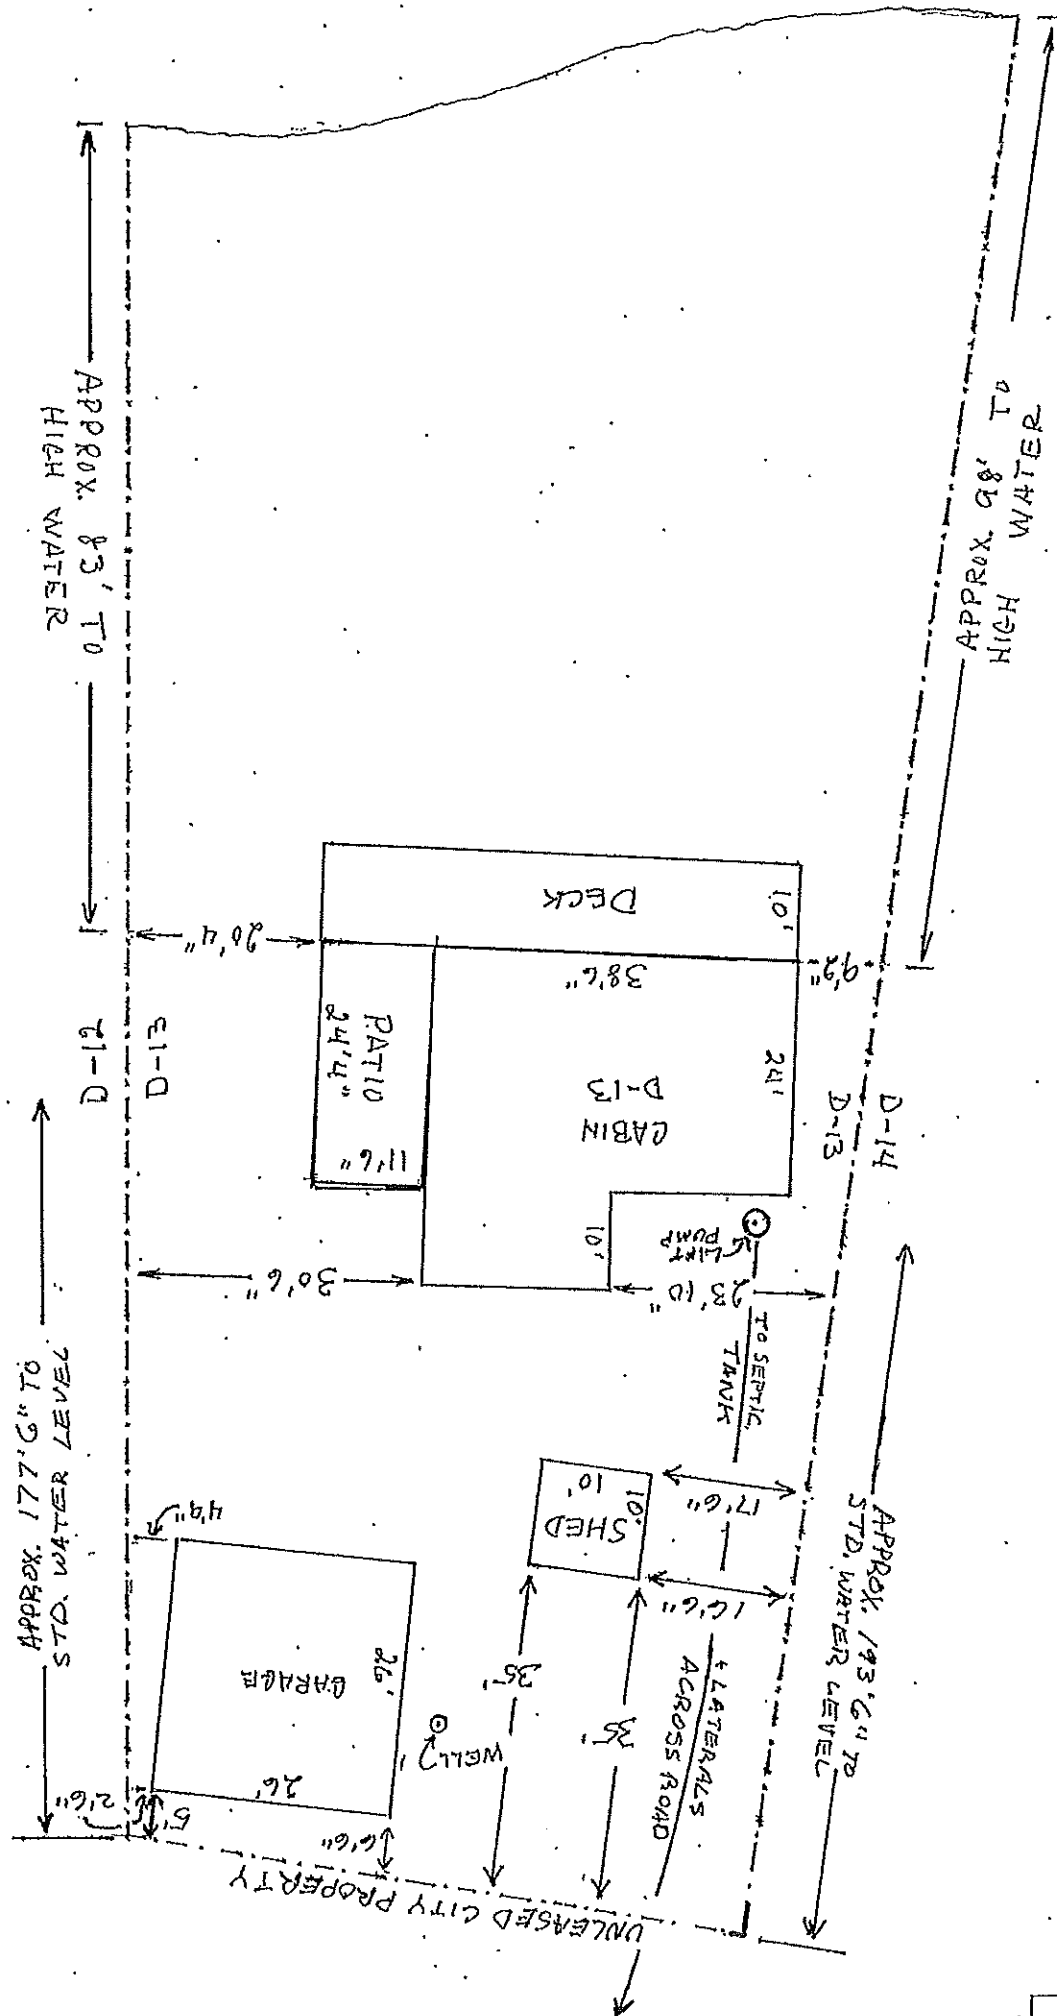 APPROX. 98' TO
HIGH WATER
APPROX. 83' TO
HIGH WATER
DECK
10'
20'4"
38'6"
9'2"
PATIO
24'4"
11'6"
CABIN
D-13
24'
10'
D-12
D-13
D-14
D-13
LIFT
PUMP
30'6"
23'10"
TO SEPTIC
TANK
APPROX. 193'6" TO
STD. WATER LEVEL
APPROX. 177'6" TO
STD. WATER LEVEL
4'9"
SHED
10'
10'
17'6"
16'6"
GARAGE
26'
26'
WELL
35'
35'
+ LATERALS
ACROSS ROAD
2'6"
5'
6'6"
UNLEASED CITY PROPERTY